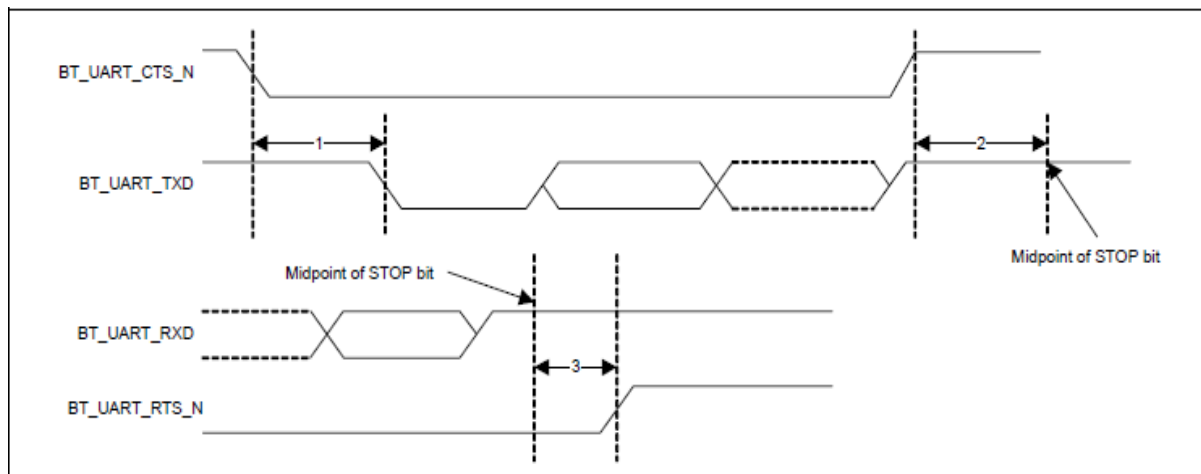 BT_UART_CTS_N
1
2
BT_UART_TXD
Midpoint of STOP bit
Midpoint of STOP bit
BT_UART_RXD
3
BT_UART_RTS_N